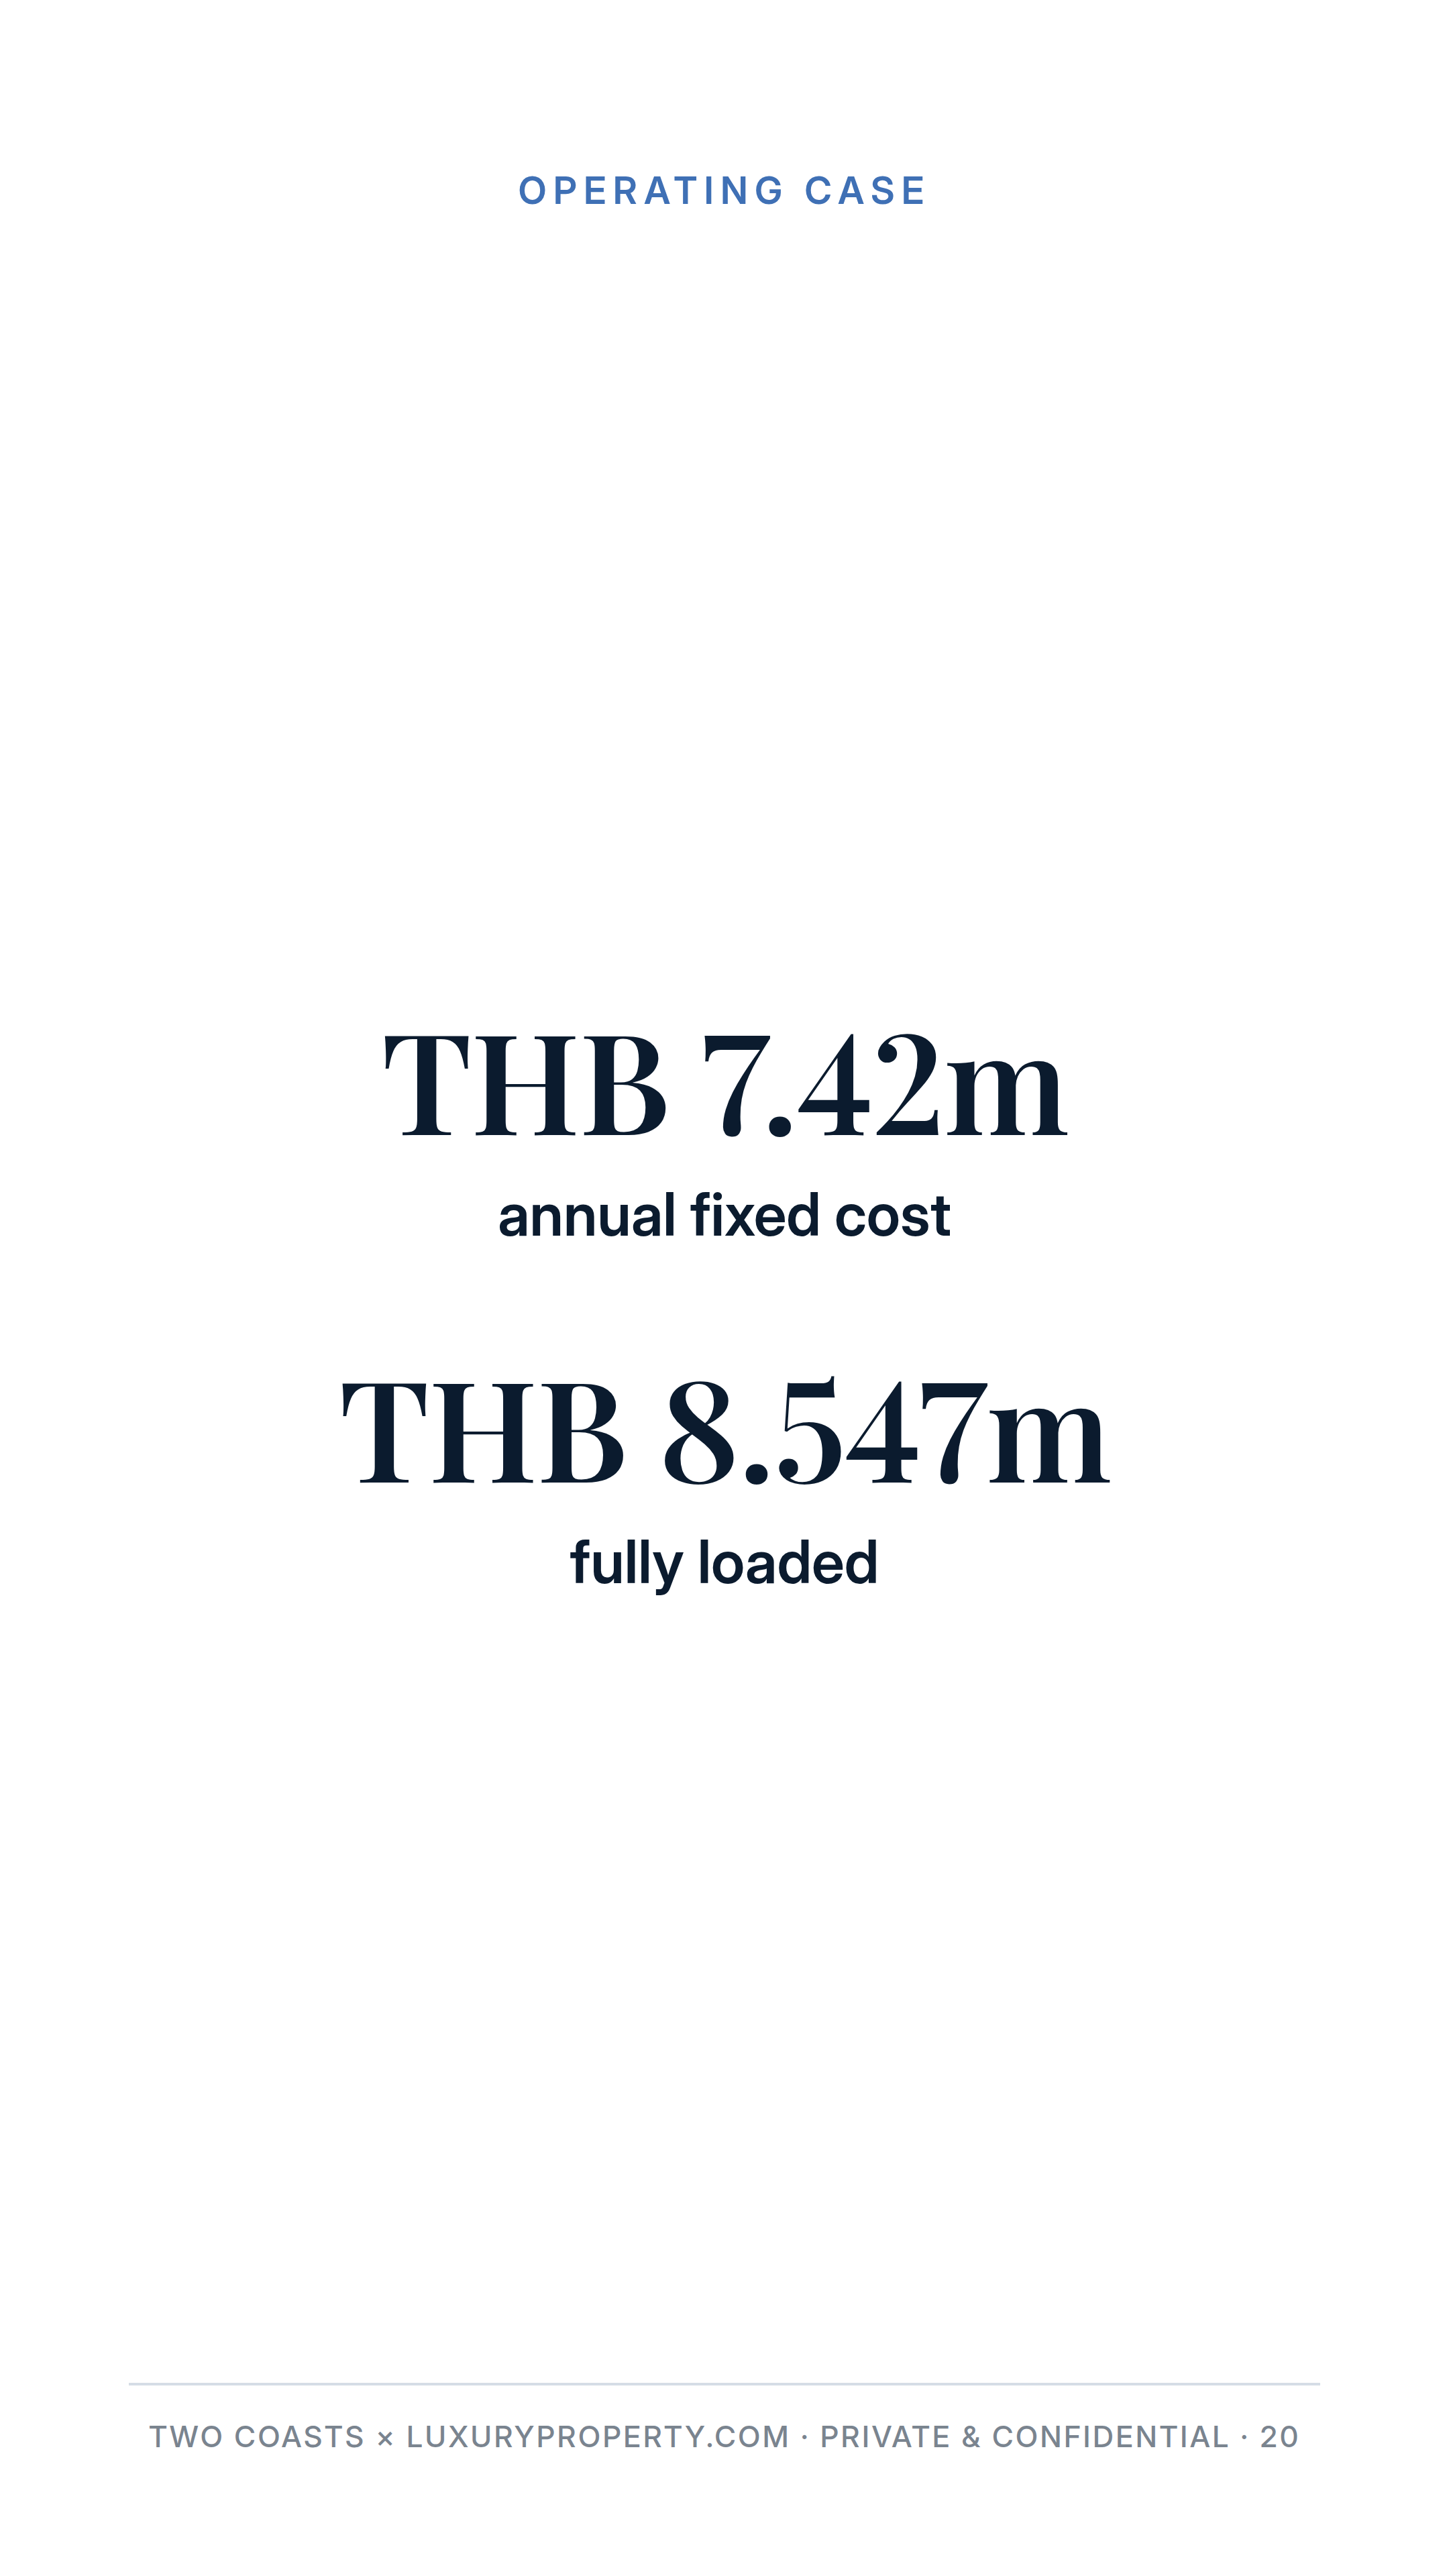 OPERATING CASE
THB 7.42m
annual fixed cost
THB 8.547m
fully loaded
TWO COASTS × LUXURYPROPERTY.COM · PRIVATE & CONFIDENTIAL · 20